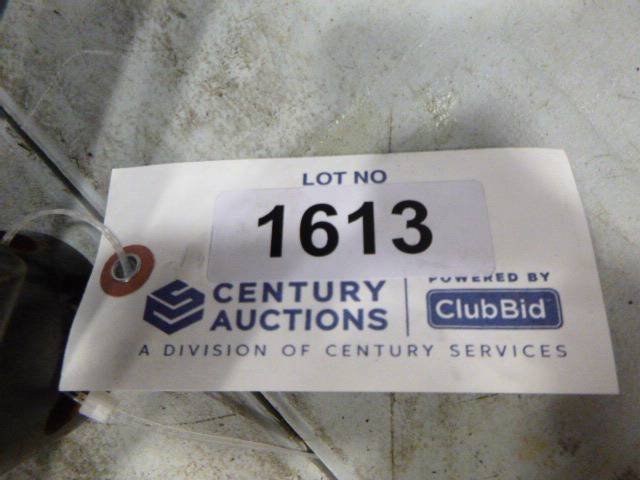 LOT NO
1613
CENTURY AUCTIONS
POWERED BY
ClubBid
A DIVISION OF CENTURY SERVICES